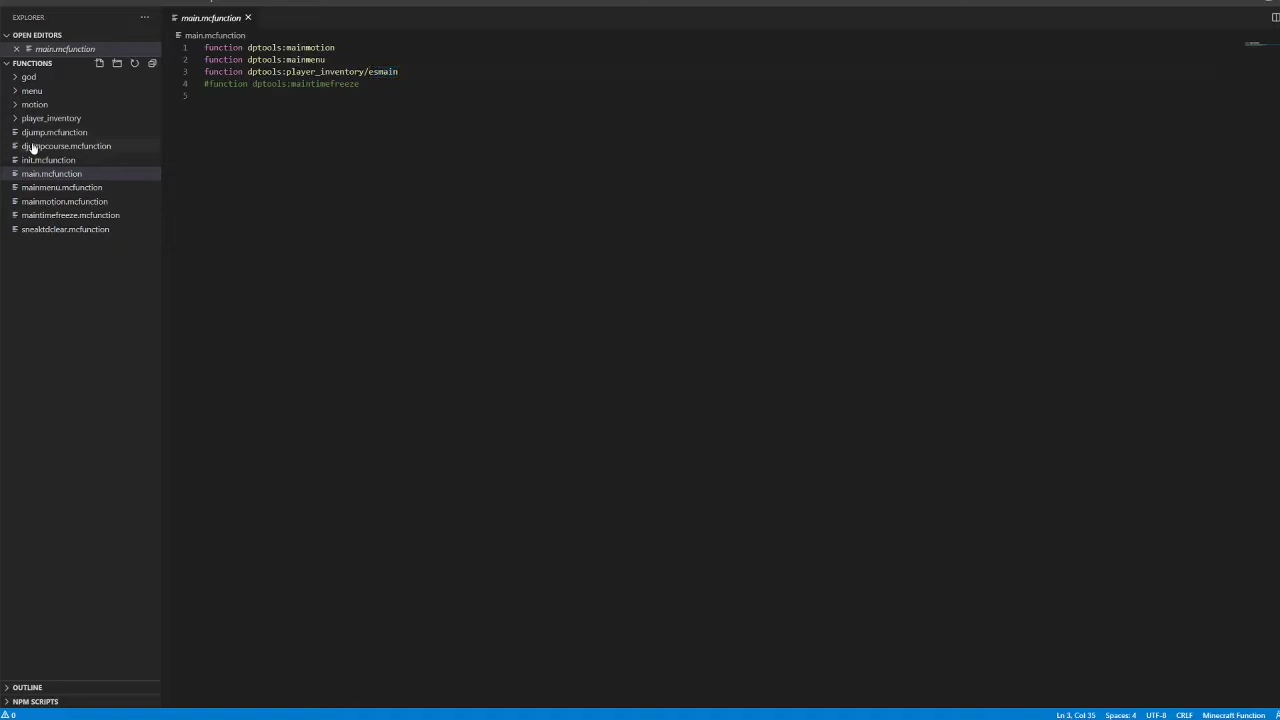 EXPLORER
···
OPEN EDITORS
main.mcfunction
FUNCTIONS
god
menu
motion
player_inventory
djump.mcfunction
djumpcourse.mcfunction
init.mcfunction
main.mcfunction
mainmenu.mcfunction
mainmotion.mcfunction
maintimefreeze.mcfunction
sneaktdclear.mcfunction
OUTLINE
NPM SCRIPTS
main.mcfunction
main.mcfunction
1 function dptools:mainmotion
2 function dptools:mainmenu
3 function dptools:player_inventory/esmain
4 #function dptools:maintimefreeze
5
0 Ln 3, Col 35 Spaces: 4 UTF-8 CRLF Minecraft Function